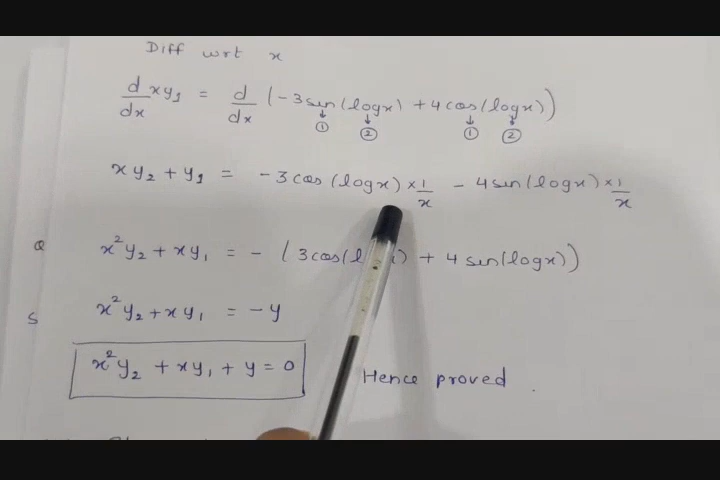 Diff wrt x
d/dx xy₁ = d/dx (-3sin(logx) + 4cos(logx))
① ② ① ②
xy₂ + y₁ = -3cos(logx) × 1/x - 4sin(logx) × 1/x
Q x²y₂ + xy₁ = - (3cos(l ) + 4sin(logx))
S x²y₂ + xy₁ = -y
x²y₂ + xy₁ + y = 0 Hence proved.